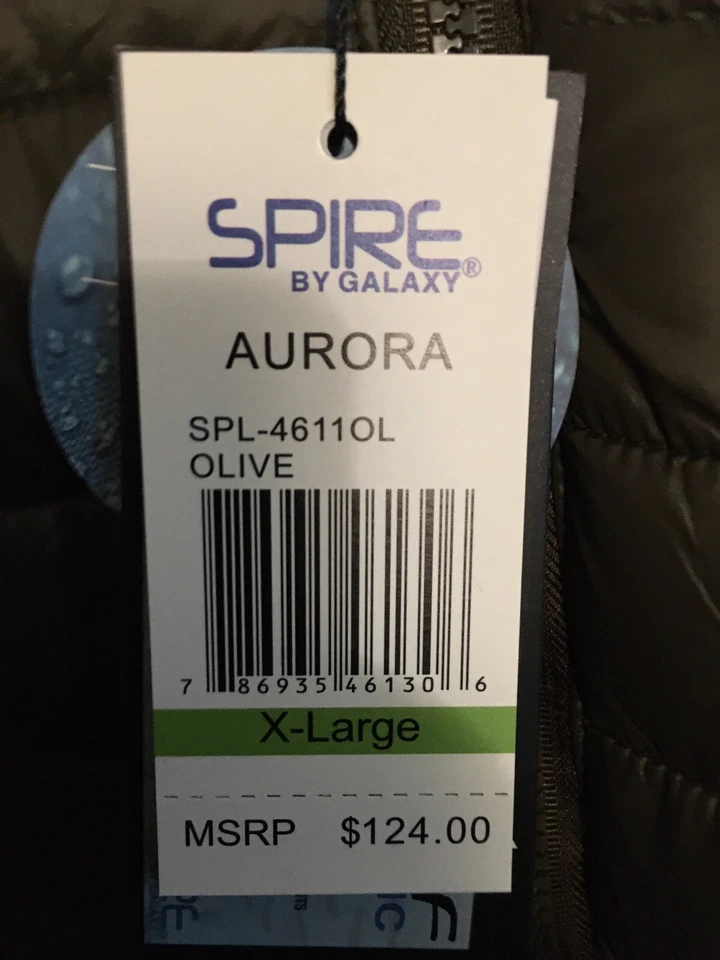 SPIRE
BY GALAXY®
AURORA
SPL-4611OL
OLIVE
7 86935 46130 6
X-Large
MSRP $124.00